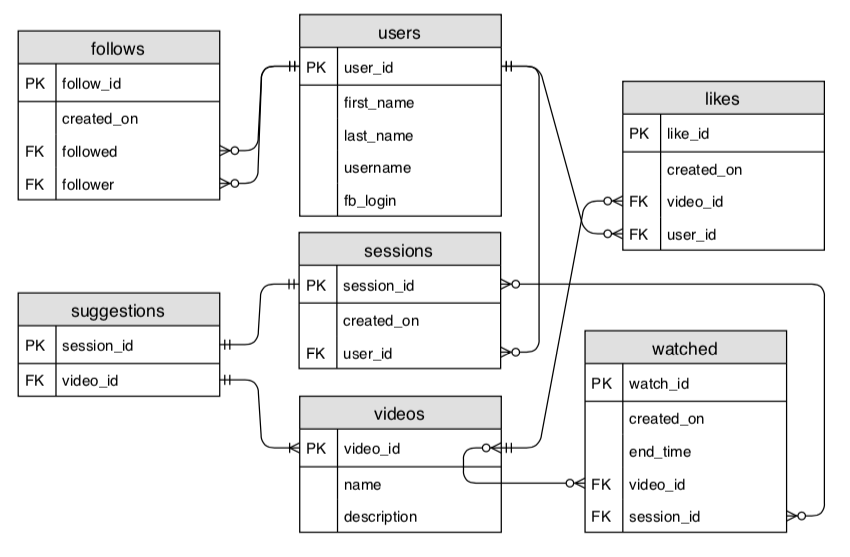 follows
PK follow_id
created_on
FK followed
FK follower
users
PK user_id
first_name
last_name
username
fb_login
likes
PK like_id
created_on
FK video_id
FK user_id
sessions
PK session_id
created_on
FK user_id
suggestions
PK session_id
FK video_id
videos
PK video_id
name
description
watched
PK watch_id
created_on
end_time
FK video_id
FK session_id